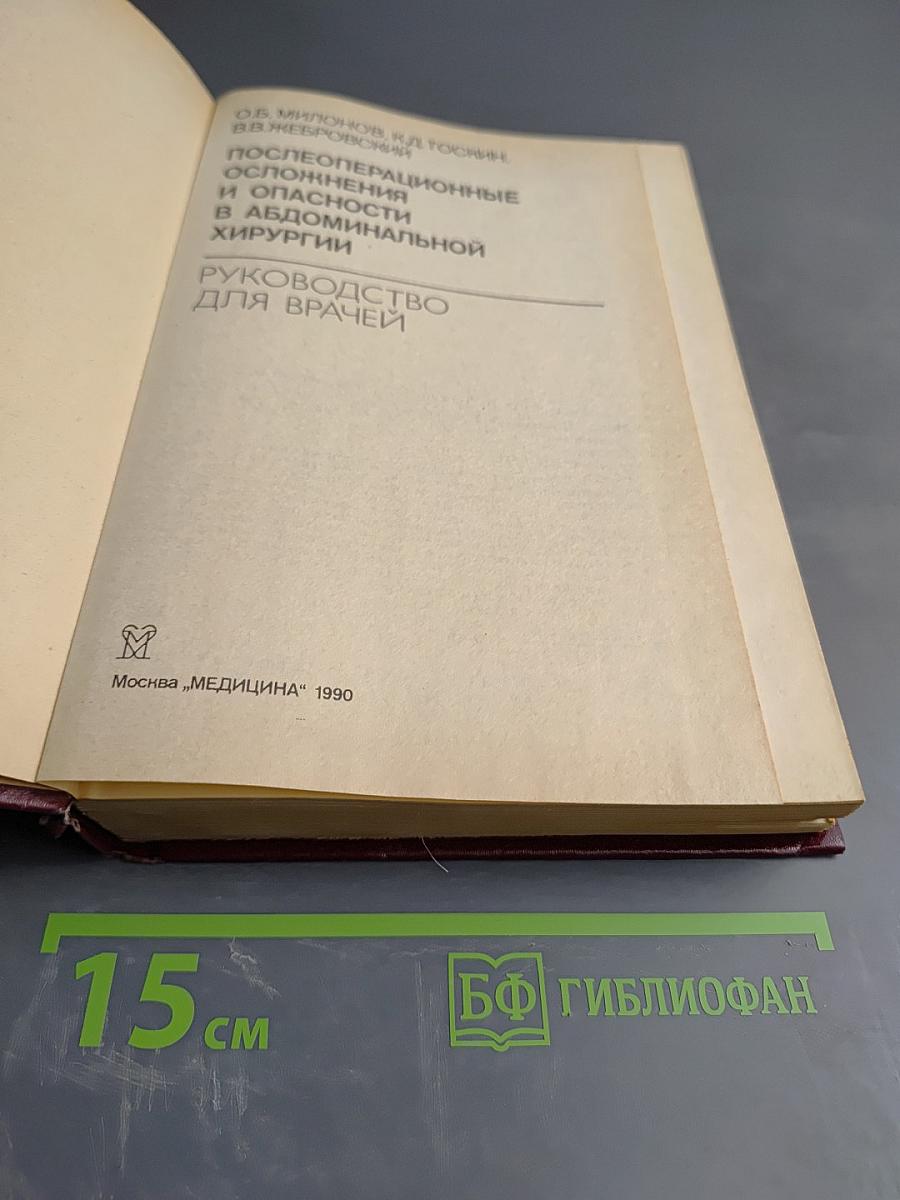 О.Б. МИЛОНОВ, К.Д. ТОСКИН,
В.В. ЖЕБРОВСКИЙ
ПОСЛЕОПЕРАЦИОННЫЕ
ОСЛОЖНЕНИЯ
И ОПАСНОСТИ
В АБДОМИНАЛЬНОЙ
ХИРУРГИИ
РУКОВОДСТВО
ДЛЯ ВРАЧЕЙ
М
Москва „МЕДИЦИНА“ 1990
15 см
БФ ГИБЛИОФАН